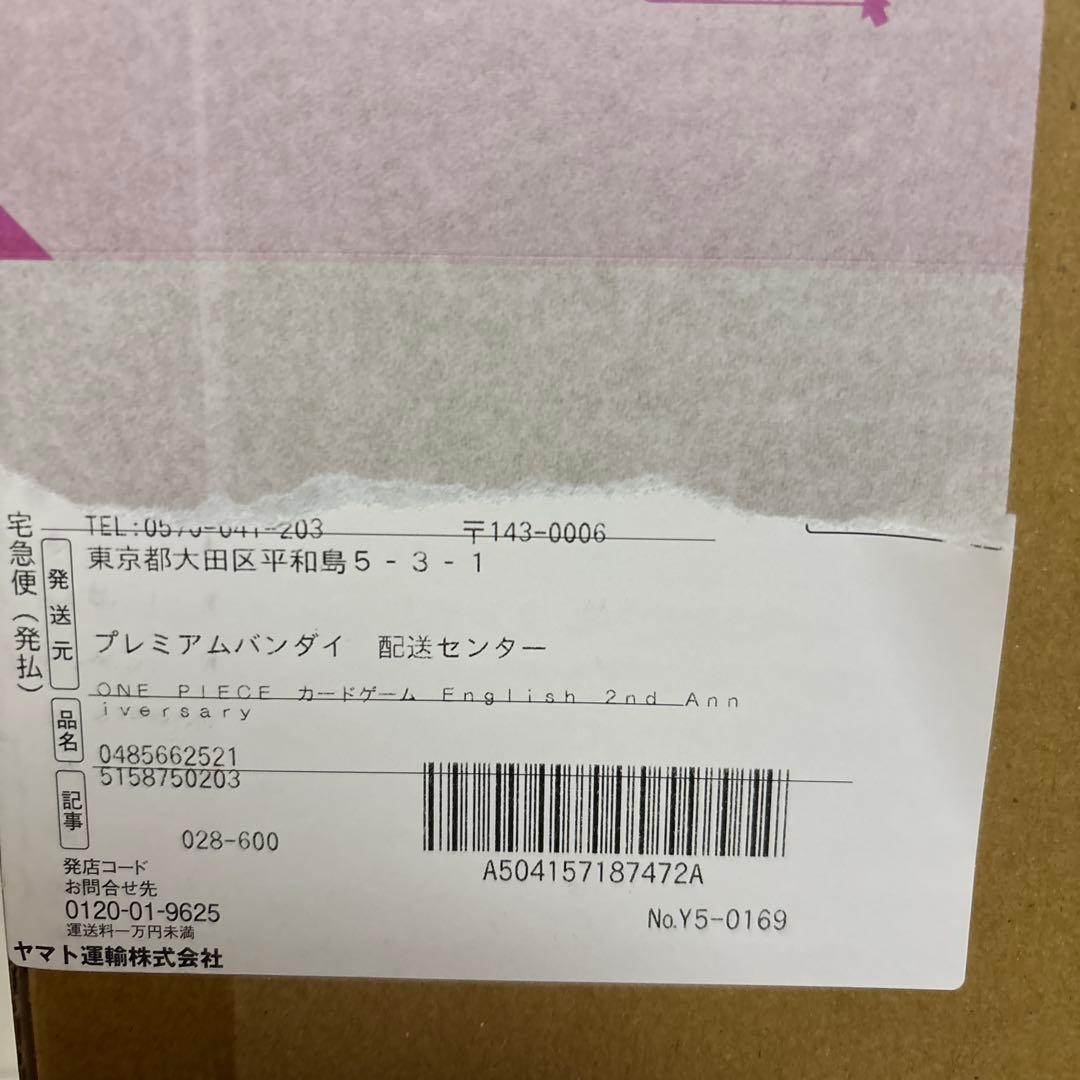 宅急便(発払)
TEL:0570-041-203 〒143-0006
発送元
東京都大田区平和島5-3-1
プレミアムバンダイ 配送センター
品名
ONE PIECE カードゲーム English 2nd Ann
iversary
記事
0485662521
5158750203
028-600
A504157187472A
発店コード
お問合せ先
0120-01-9625
No.Y5-0169
運送料一万円未満
ヤマト運輸株式会社